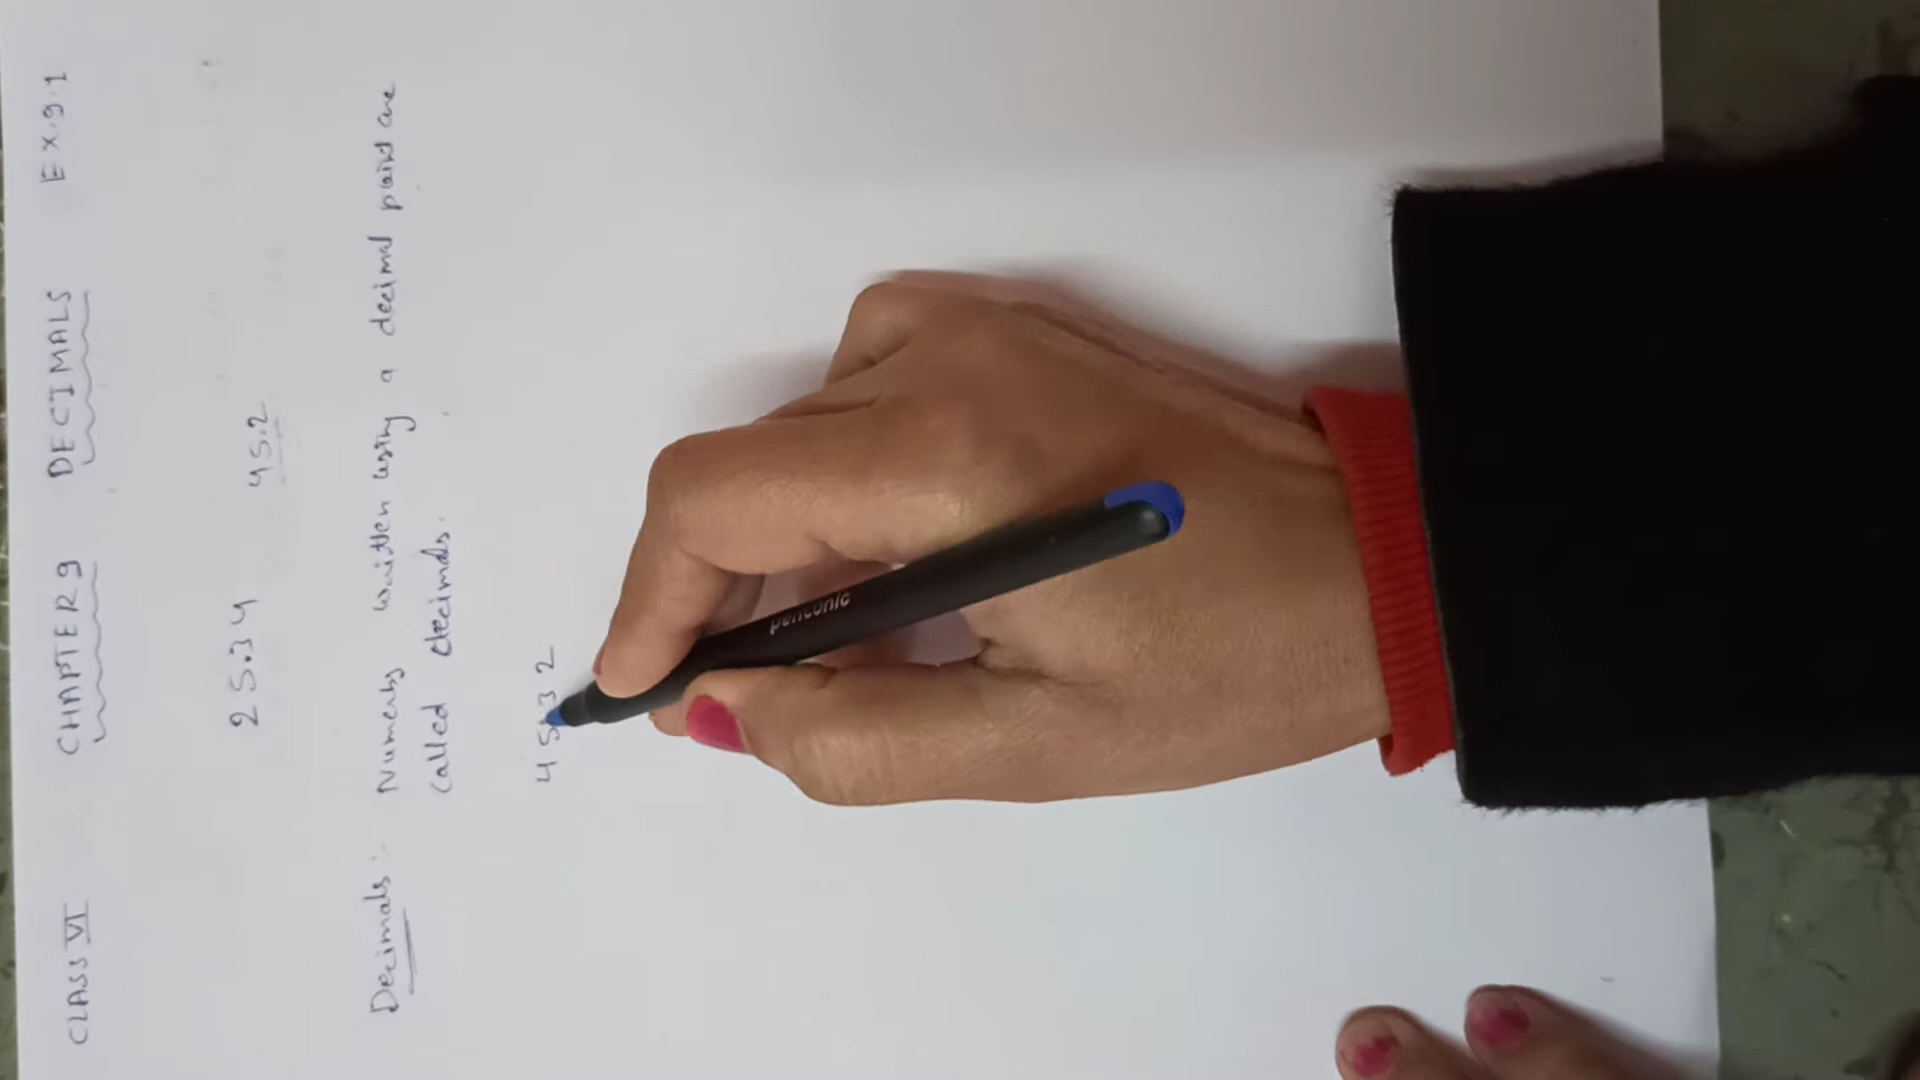 CLASS VI CHAPTER 9 DECIMALS Ex. 9.1
25.34 45.2
Decimals :- Numers written using a decimal point are
called decimals.
4532
penconic